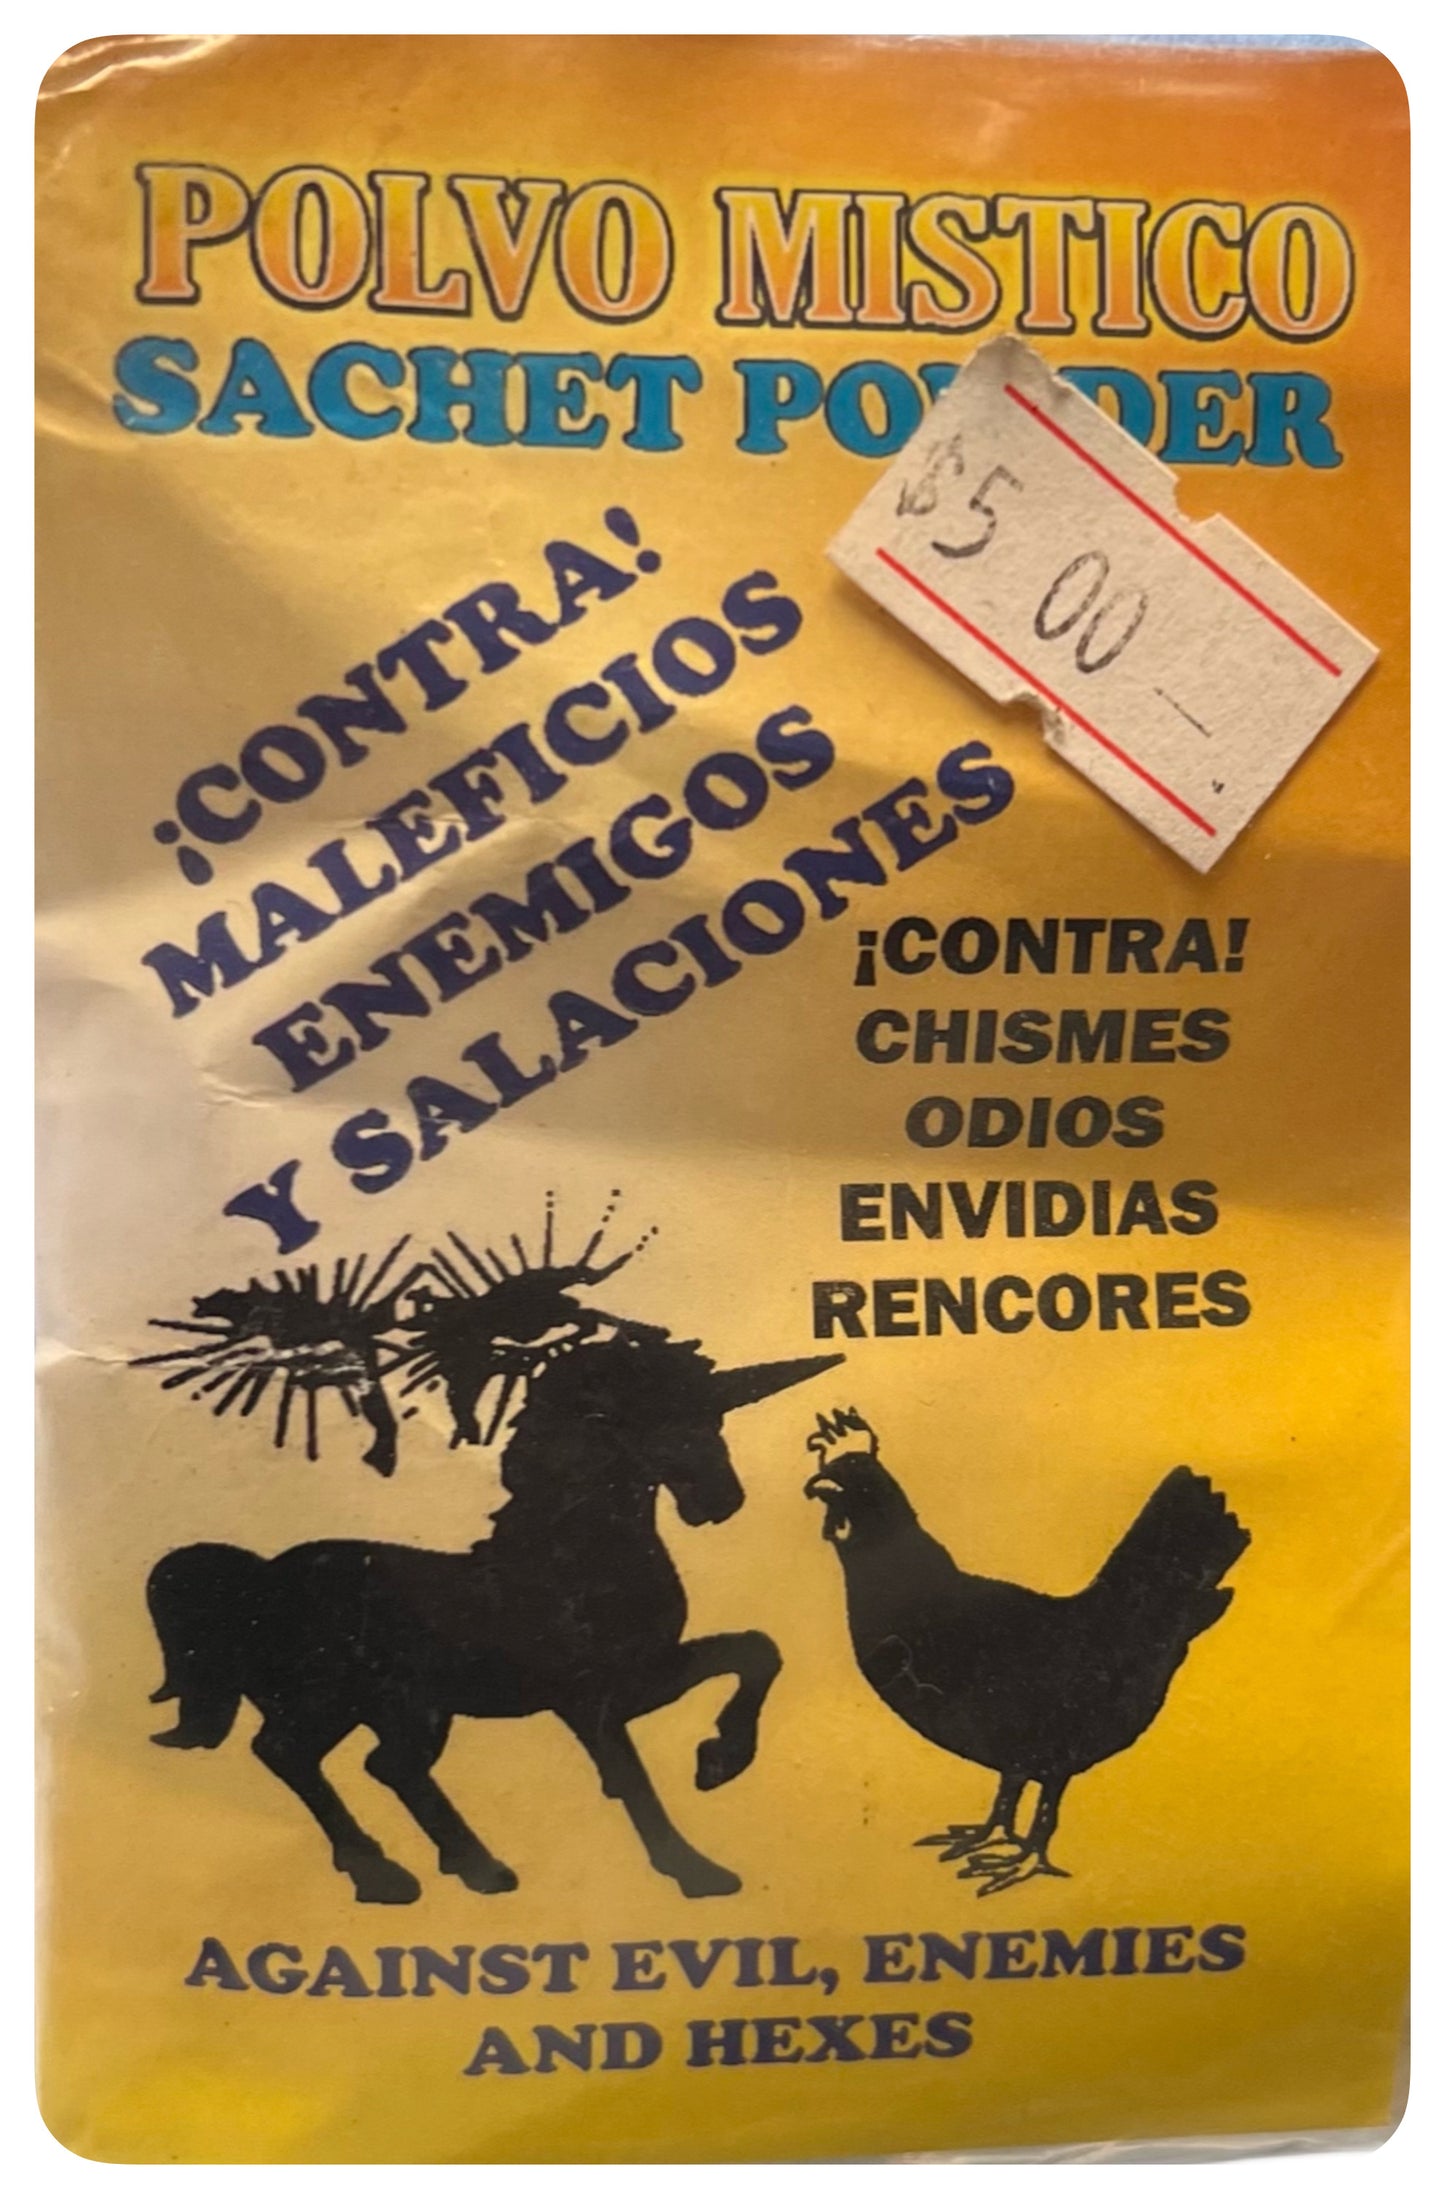 POLVO MISTICO
SACHET POWDER
$5.00
¡CONTRA!
MALEFICIOS
ENEMIGOS
Y SALACIONES
¡CONTRA!
CHISMES
ODIOS
ENVIDIAS
RENCORES
AGAINST EVIL, ENEMIES
AND HEXES